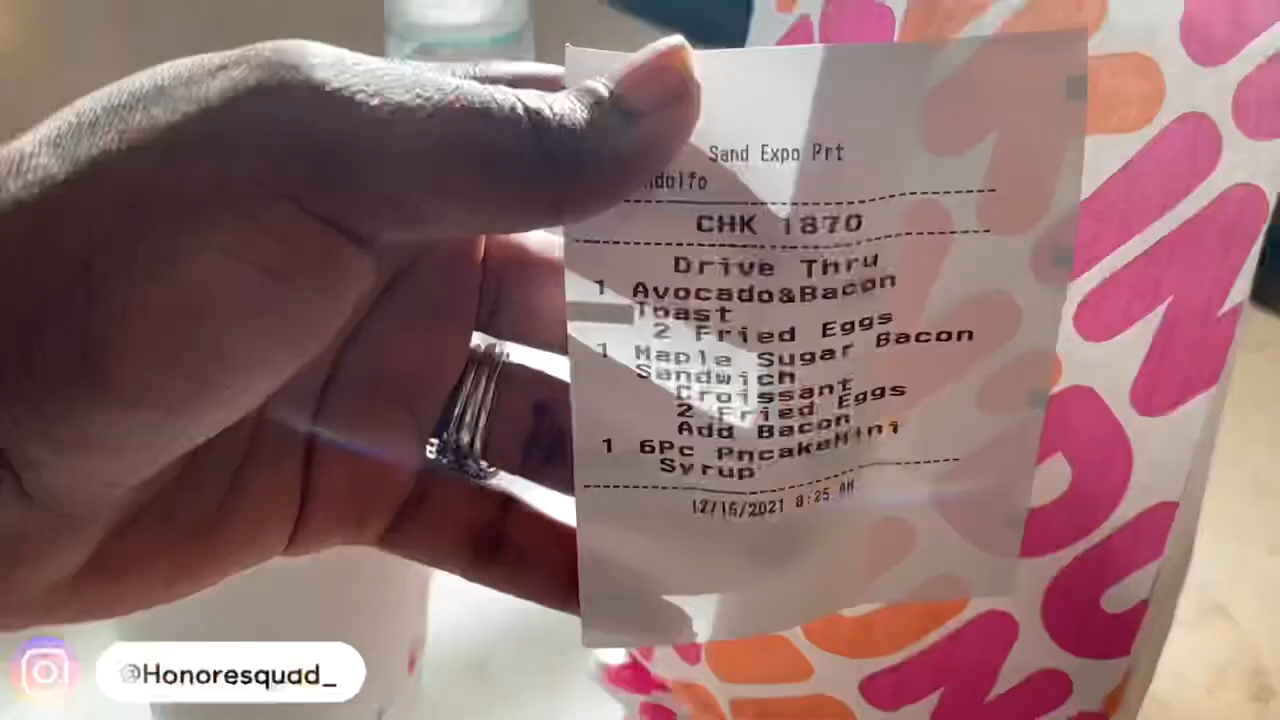 Sand Expo Prt
CHK 1870
Drive Thru
1 Avocado&Bacon
Toast
2 Fried Eggs
1 Maple Sugar Bacon
Sandwich
Croissant
2 Fried Eggs
Add Bacon
1 6Pc PncakeMini
Syrup
12/16/2021 8:25 AM
@Honoresquad_